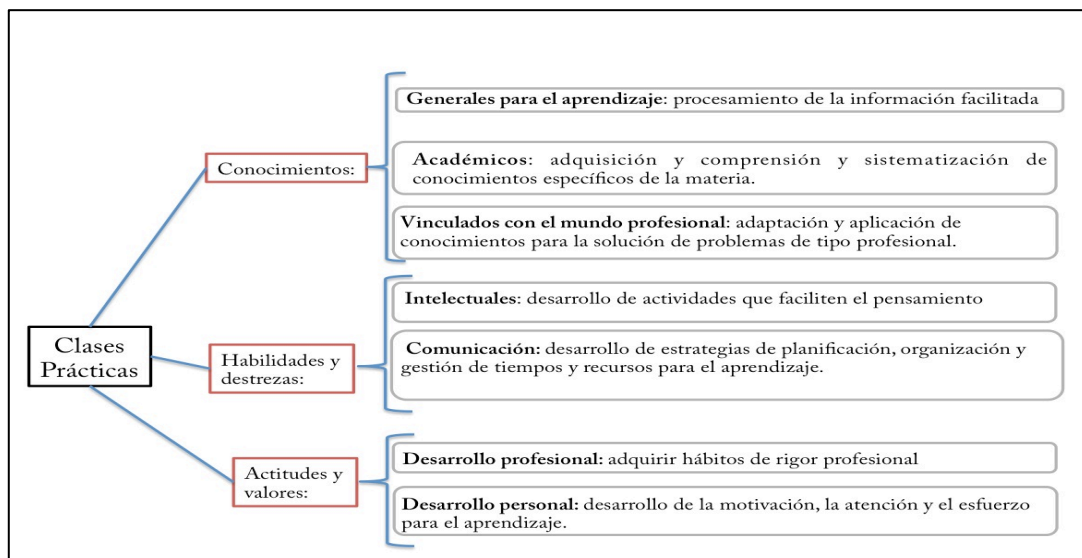 Clases
Prácticas
Conocimientos:
Generales para el aprendizaje: procesamiento de la información facilitada
Académicos: adquisición y comprensión y sistematización de
conocimientos específicos de la materia.
Vinculados con el mundo profesional: adaptación y aplicación de
conocimientos para la solución de problemas de tipo profesional.
Habilidades y
destrezas:
Intelectuales: desarrollo de actividades que faciliten el pensamiento
Comunicación: desarrollo de estrategias de planificación, organización y
gestión de tiempos y recursos para el aprendizaje.
Actitudes y
valores:
Desarrollo profesional: adquirir hábitos de rigor profesional
Desarrollo personal: desarrollo de la motivación, la atención y el esfuerzo
para el aprendizaje.